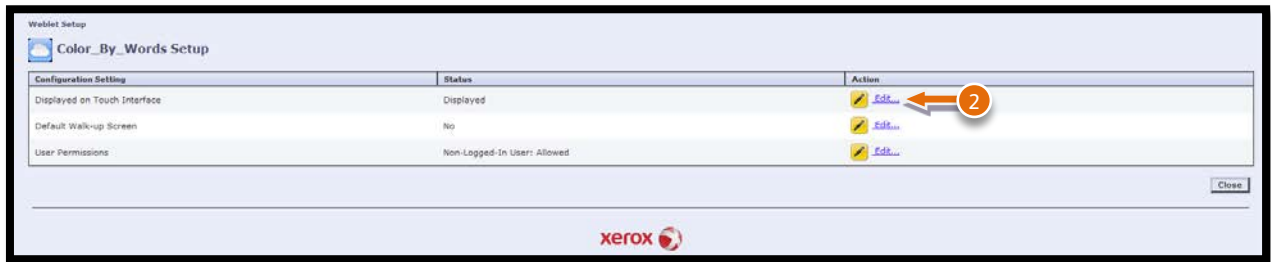 Weblet Setup
Color_By_Words Setup
Configuration Setting Status Action
Displayed on Touch Interface Displayed Edit... 2
Default Walk-up Screen No Edit...
User Permissions Non-Logged-In User: Allowed Edit...
Close
xerox